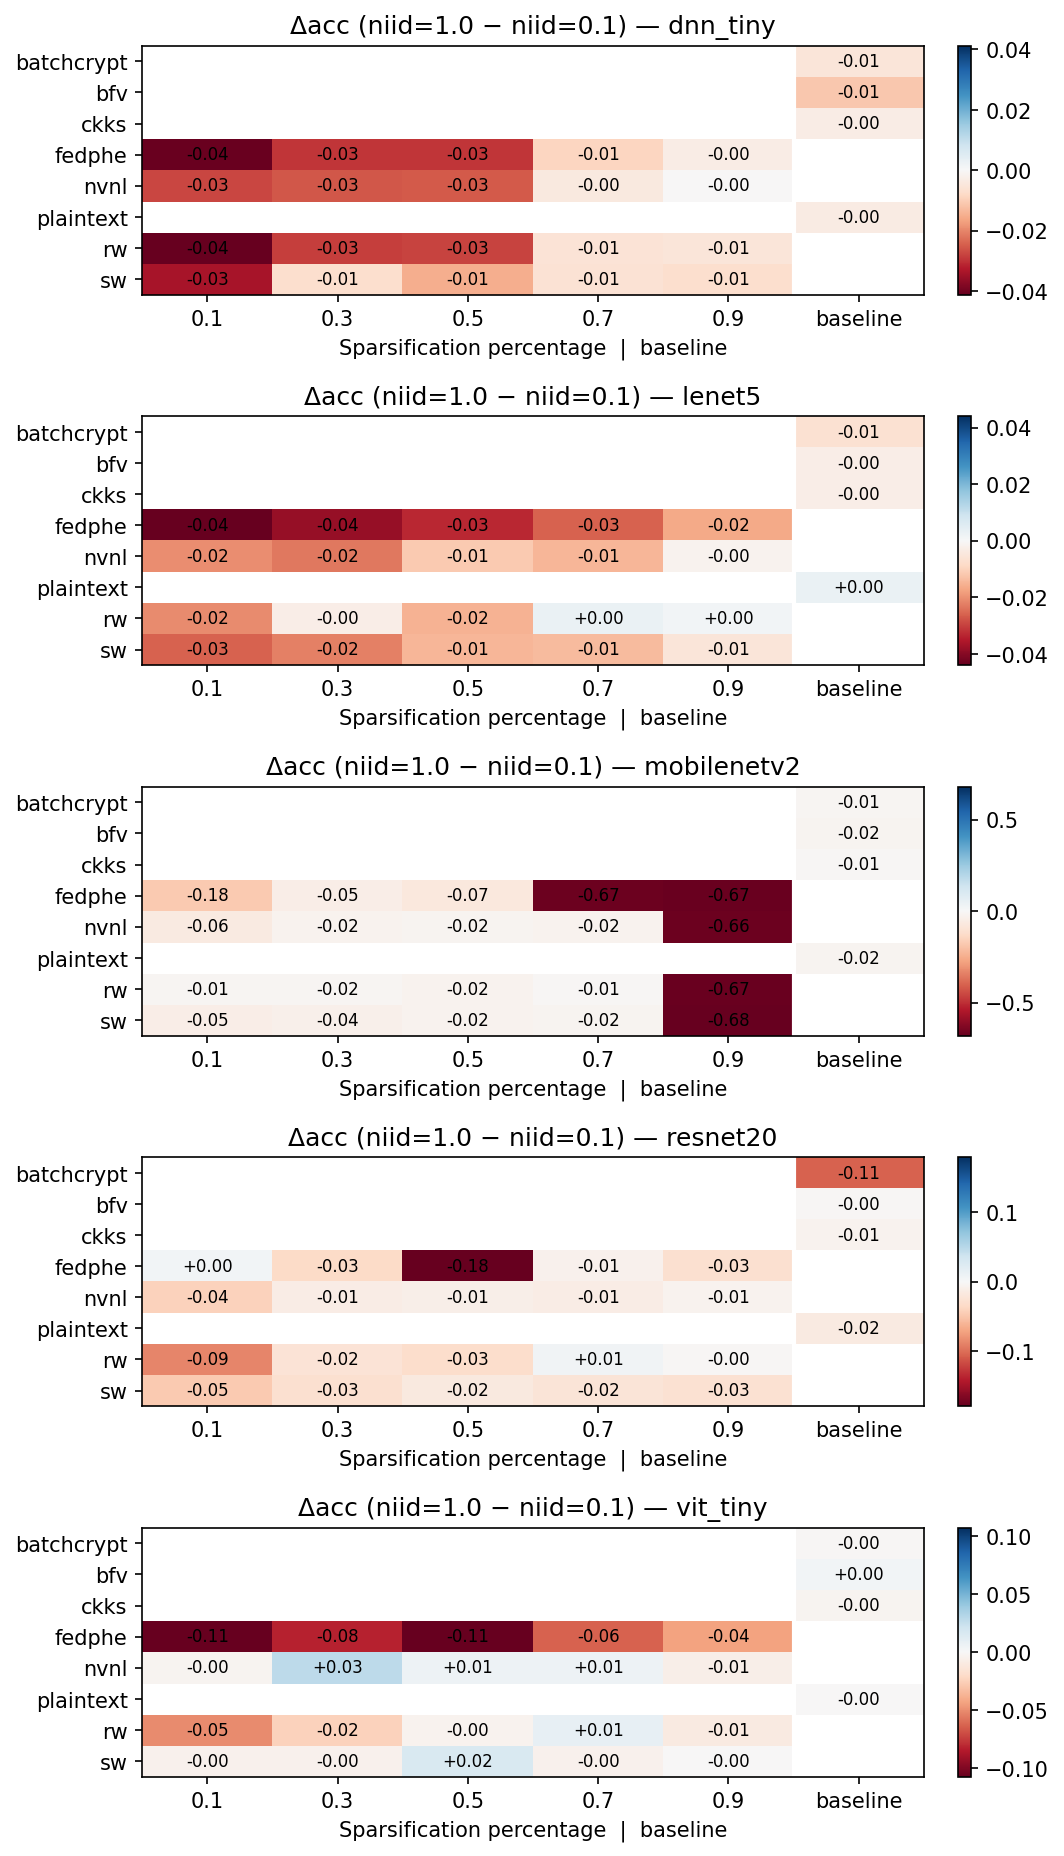 Δacc (niid=1.0 − niid=0.1) — dnn_tiny
batchcrypt -0.01 0.04
bfv -0.01 0.02
ckks -0.00
fedphe -0.04 -0.03 -0.03 -0.01 -0.00 0.00
nvnl -0.03 -0.03 -0.03 -0.00 -0.00
plaintext -0.00 −0.02
rw -0.04 -0.03 -0.03 -0.01 -0.01
sw -0.03 -0.01 -0.01 -0.01 -0.01 −0.04
0.1 0.3 0.5 0.7 0.9 baseline
Sparsification percentage | baseline
Δacc (niid=1.0 − niid=0.1) — lenet5
batchcrypt -0.01 0.04
bfv -0.00 0.02
ckks -0.00
fedphe -0.04 -0.04 -0.03 -0.03 -0.02 0.00
nvnl -0.02 -0.02 -0.01 -0.01 -0.00
plaintext +0.00 −0.02
rw -0.02 -0.00 -0.02 +0.00 +0.00
sw -0.03 -0.02 -0.01 -0.01 -0.01 −0.04
0.1 0.3 0.5 0.7 0.9 baseline
Sparsification percentage | baseline
Δacc (niid=1.0 − niid=0.1) — mobilenetv2
batchcrypt -0.01 0.5
bfv -0.02
ckks -0.01
fedphe -0.18 -0.05 -0.07 -0.67 -0.67 0.0
nvnl -0.06 -0.02 -0.02 -0.02 -0.66
plaintext -0.02
rw -0.01 -0.02 -0.02 -0.01 -0.67 −0.5
sw -0.05 -0.04 -0.02 -0.02 -0.68
0.1 0.3 0.5 0.7 0.9 baseline
Sparsification percentage | baseline
Δacc (niid=1.0 − niid=0.1) — resnet20
batchcrypt -0.11
bfv -0.00 0.1
ckks -0.01
fedphe +0.00 -0.03 -0.18 -0.01 -0.03 0.0
nvnl -0.04 -0.01 -0.01 -0.01 -0.01
plaintext -0.02 −0.1
rw -0.09 -0.02 -0.03 +0.01 -0.00
sw -0.05 -0.03 -0.02 -0.02 -0.03
0.1 0.3 0.5 0.7 0.9 baseline
Sparsification percentage | baseline
Δacc (niid=1.0 − niid=0.1) — vit_tiny
batchcrypt -0.00 0.10
bfv +0.00 0.05
ckks -0.00
fedphe -0.11 -0.08 -0.11 -0.06 -0.04 0.00
nvnl -0.00 +0.03 +0.01 +0.01 -0.01
plaintext -0.00 −0.05
rw -0.05 -0.02 -0.00 +0.01 -0.01
sw -0.00 -0.00 +0.02 -0.00 -0.00 −0.10
0.1 0.3 0.5 0.7 0.9 baseline
Sparsification percentage | baseline